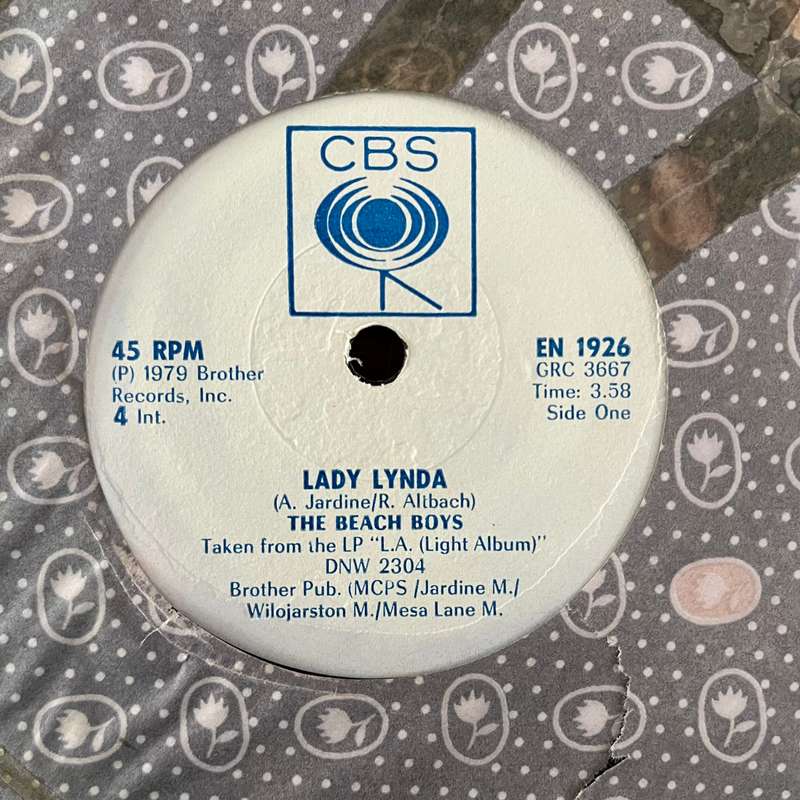 CBS
45 RPM
(P) 1979 Brother
Records, Inc.
4 Int.
EN 1926
GRC 3667
Time: 3.58
Side One
LADY LYNDA
(A. Jardine/R. Altbach)
THE BEACH BOYS
Taken from the LP "L.A. (Light Album)"
DNW 2304
Brother Pub. (MCPS /Jardine M./
Wilojarston M./Mesa Lane M.